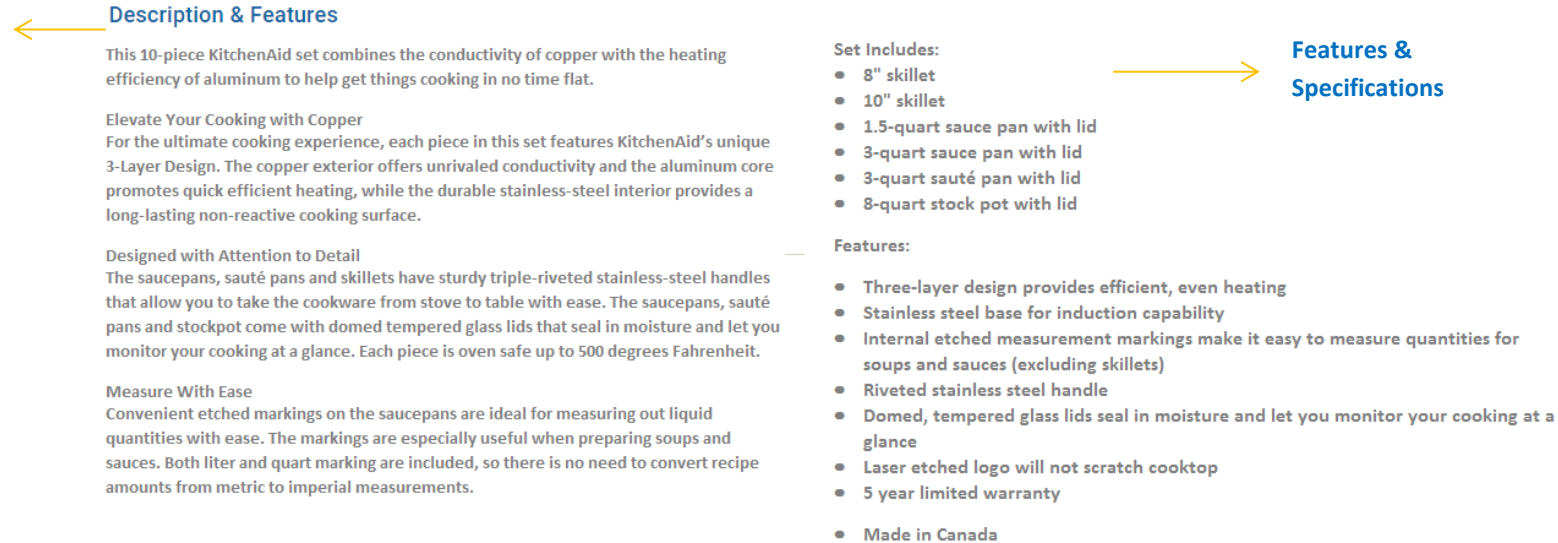 Description & Features
This 10-piece KitchenAid set combines the conductivity of copper with the heating
efficiency of aluminum to help get things cooking in no time flat.
Elevate Your Cooking with Copper
For the ultimate cooking experience, each piece in this set features KitchenAid’s unique
3-Layer Design. The copper exterior offers unrivaled conductivity and the aluminum core
promotes quick efficient heating, while the durable stainless-steel interior provides a
long-lasting non-reactive cooking surface.
Designed with Attention to Detail
The saucepans, sauté pans and skillets have sturdy triple-riveted stainless-steel handles
that allow you to take the cookware from stove to table with ease. The saucepans, sauté
pans and stockpot come with domed tempered glass lids that seal in moisture and let you
monitor your cooking at a glance. Each piece is oven safe up to 500 degrees Fahrenheit.
Measure With Ease
Convenient etched markings on the saucepans are ideal for measuring out liquid
quantities with ease. The markings are especially useful when preparing soups and
sauces. Both liter and quart marking are included, so there is no need to convert recipe
amounts from metric to imperial measurements.
Set Includes:
● 8" skillet
● 10" skillet
● 1.5-quart sauce pan with lid
● 3-quart sauce pan with lid
● 3-quart sauté pan with lid
● 8-quart stock pot with lid
Features:
● Three-layer design provides efficient, even heating
● Stainless steel base for induction capability
● Internal etched measurement markings make it easy to measure quantities for
soups and sauces (excluding skillets)
● Riveted stainless steel handle
● Domed, tempered glass lids seal in moisture and let you monitor your cooking at a
glance
● Laser etched logo will not scratch cooktop
● 5 year limited warranty
● Made in Canada
Features &
Specifications